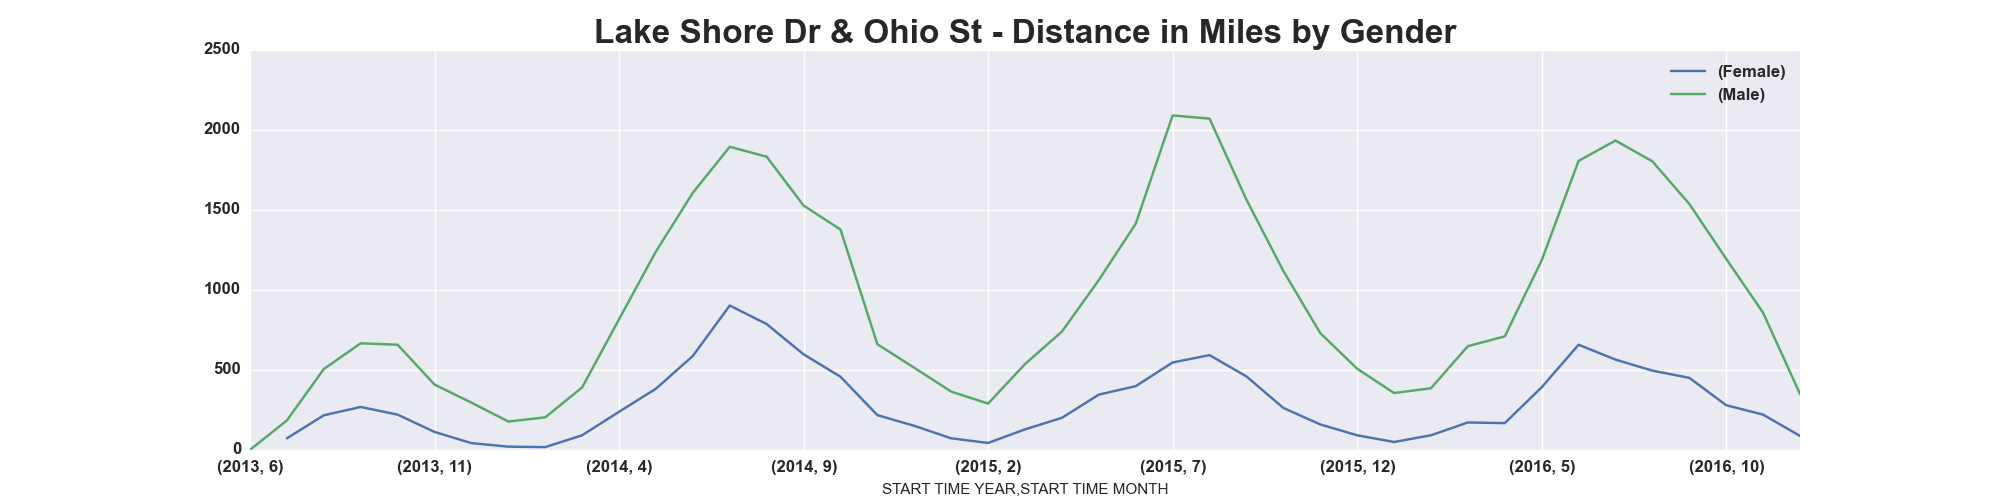 Lake Shore Dr & Ohio St - Distance in Miles by Gender
2500
2000
1500
1000
500
0
(Female)
(Male)
(2013, 6) (2013, 11) (2014, 4) (2014, 9) (2015, 2) (2015, 7) (2015, 12) (2016, 5) (2016, 10)
START TIME YEAR,START TIME MONTH